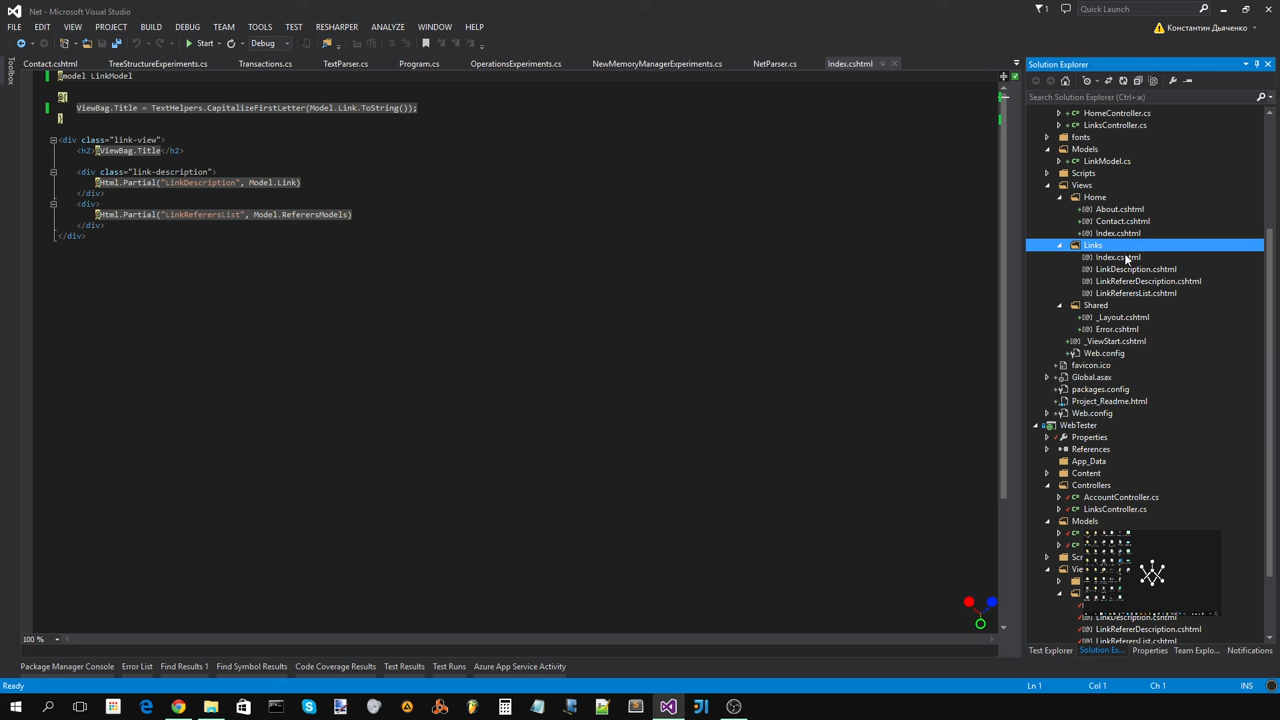 Net - Microsoft Visual Studio
1
Quick Launch
FILE EDIT VIEW PROJECT BUILD DEBUG TEAM TOOLS TEST RESHARPER ANALYZE WINDOW HELP
Константин Дьяченко
Start Debug
Toolbox
Contact.cshtml TreeStructureExperiments.cs Transactions.cs TextParser.cs Program.cs OperationsExperiments.cs NewMemoryManagerExperiments.cs NetParser.cs Index.cshtml
@model LinkModel
@{
ViewBag.Title = TextHelpers.CapitalizeFirstLetter(Model.Link.ToString());
}
<div class="link-view">
<h2>@ViewBag.Title</h2>
<div class="link-description">
@Html.Partial("LinkDescription", Model.Link)
</div>
<div>
@Html.Partial("LinkReferersList", Model.ReferersModels)
</div>
</div>
100 %
Solution Explorer
Search Solution Explorer (Ctrl+ж)
HomeController.cs
LinksController.cs
fonts
Models
LinkModel.cs
Scripts
Views
Home
About.cshtml
Contact.cshtml
Index.cshtml
Links
Index.cshtml
LinkDescription.cshtml
LinkRefererDescription.cshtml
LinkReferersList.cshtml
Shared
_Layout.cshtml
Error.cshtml
_ViewStart.cshtml
Web.config
favicon.ico
Global.asax
packages.config
Project_Readme.html
Web.config
WebTester
Properties
References
App_Data
Content
Controllers
AccountController.cs
LinksController.cs
Models
LinkDescription.cshtml
LinkRefererDescription.cshtml
LinkReferersList.cshtml
Test Explorer Solution Ex... Properties Team Explo... Notifications
Package Manager Console Error List Find Results 1 Find Symbol Results Code Coverage Results Test Results Test Runs Azure App Service Activity
Ready Ln 1 Col 1 Ch 1 INS